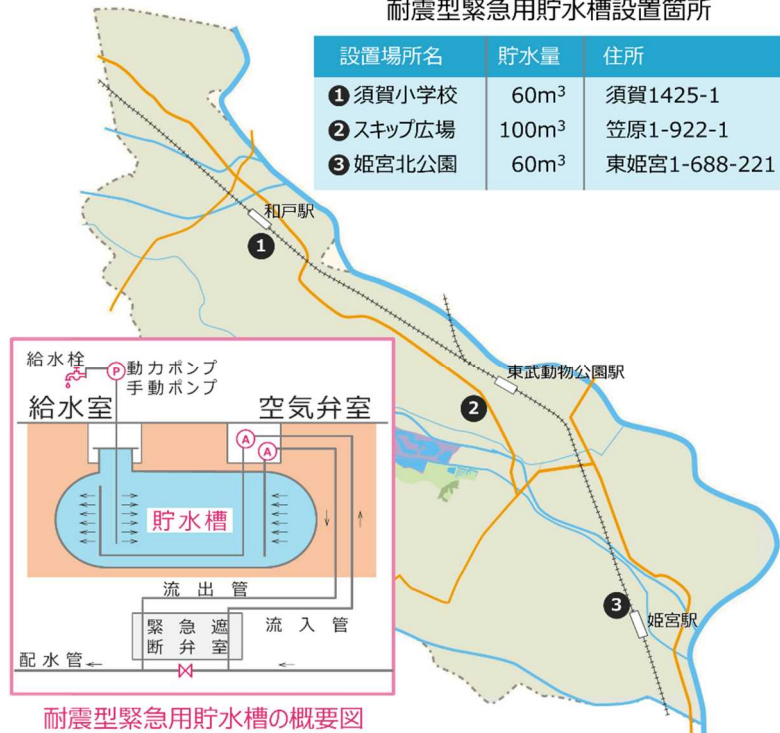 耐震型緊急用貯水槽設置箇所
設置場所名 貯水量 住所
❶須賀小学校 60m³ 須賀1425-1
❷スキップ広場 100m³ 笠原1-922-1
❸姫宮北公園 60m³ 東姫宮1-688-221
和戸駅
❶
東武動物公園駅
❷
❸
姫宮駅
給水栓
P
動力ポンプ
手動ポンプ
給水室
空気弁室
A
A
貯水槽
流出管
緊急遮
断弁室
流入管
配水管
耐震型緊急用貯水槽の概要図